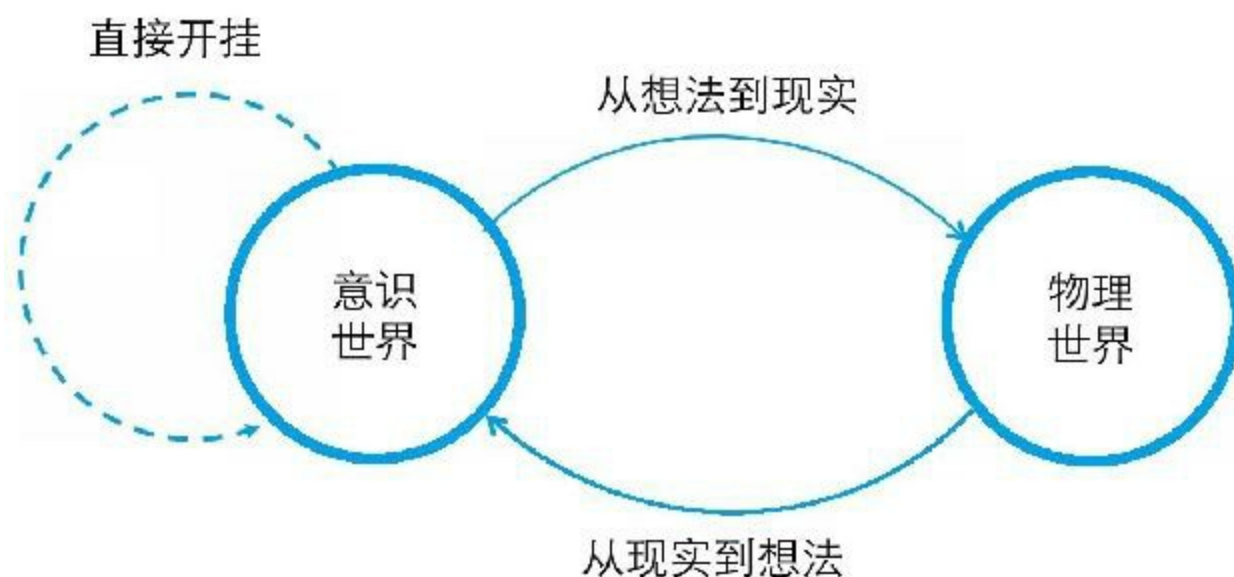 直接开挂
从想法到现实
意识
世界
物理
世界
从现实到想法